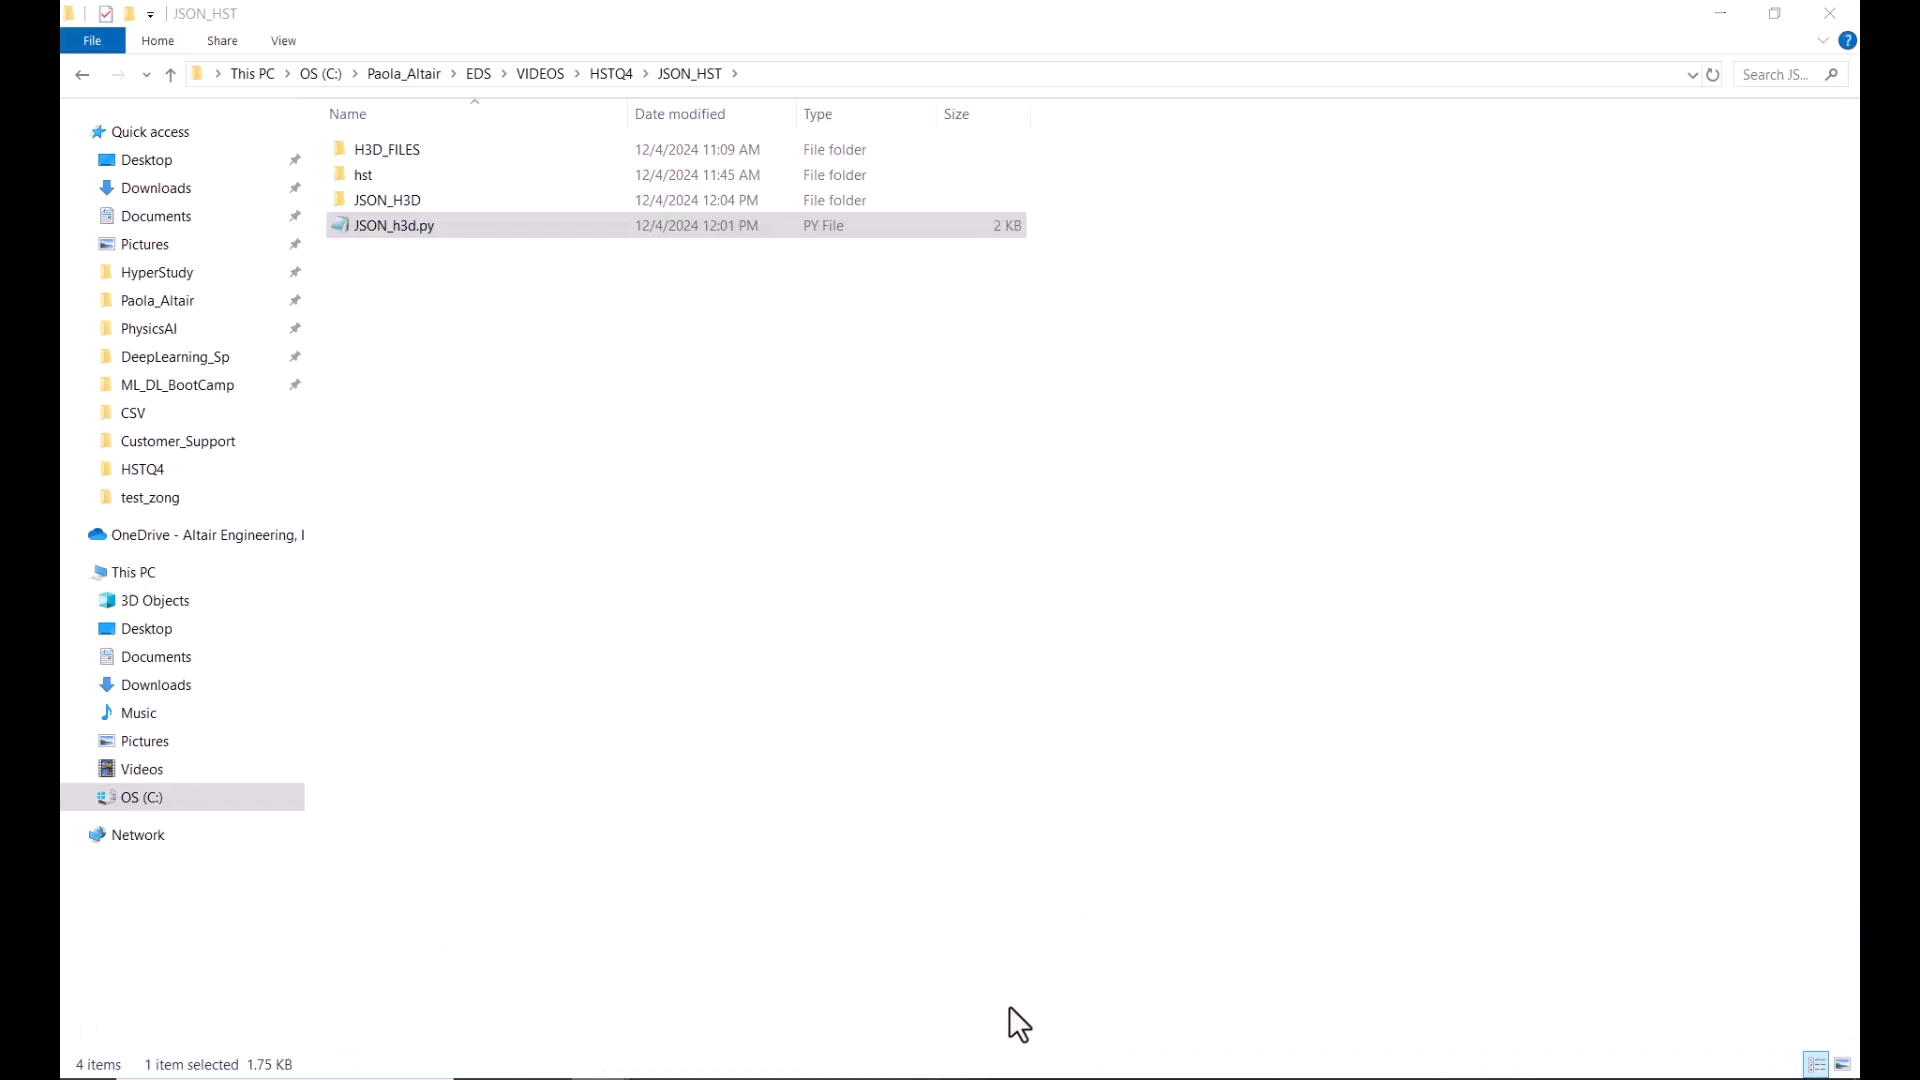 JSON_HST
File Home Share View
This PC OS (C:) Paola_Altair EDS VIDEOS HSTQ4 JSON_HST Search JS...
Name Date modified Type Size
Quick access
Desktop
Downloads
Documents
Pictures
HyperStudy
Paola_Altair
PhysicsAI
DeepLearning_Sp
ML_DL_BootCamp
CSV
Customer_Support
HSTQ4
test_zong
OneDrive - Altair Engineering, I
This PC
3D Objects
Desktop
Documents
Downloads
Music
Pictures
Videos
OS (C:)
Network
H3D_FILES 12/4/2024 11:09 AM File folder
hst 12/4/2024 11:45 AM File folder
JSON_H3D 12/4/2024 12:04 PM File folder
JSON_h3d.py 12/4/2024 12:01 PM PY File 2 KB
4 items 1 item selected 1.75 KB